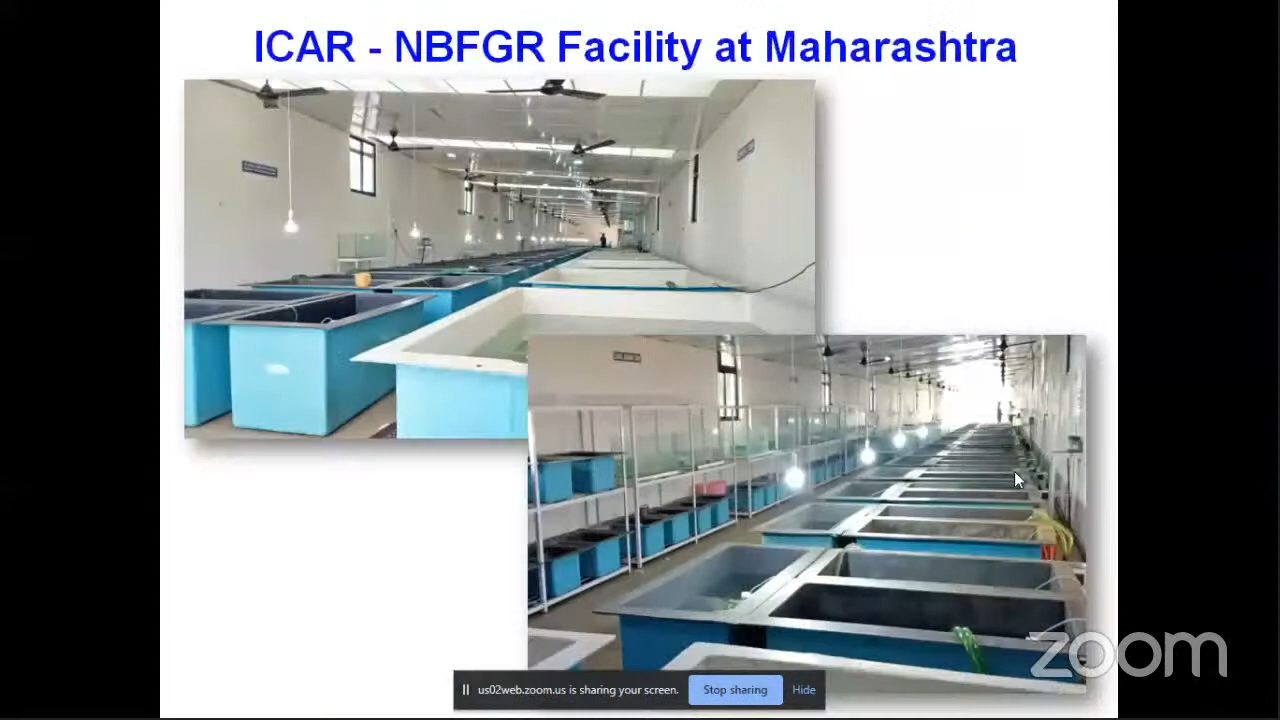 ICAR - NBFGR Facility at Maharashtra
zoom
us02web.zoom.us is sharing your screen. Stop sharing Hide